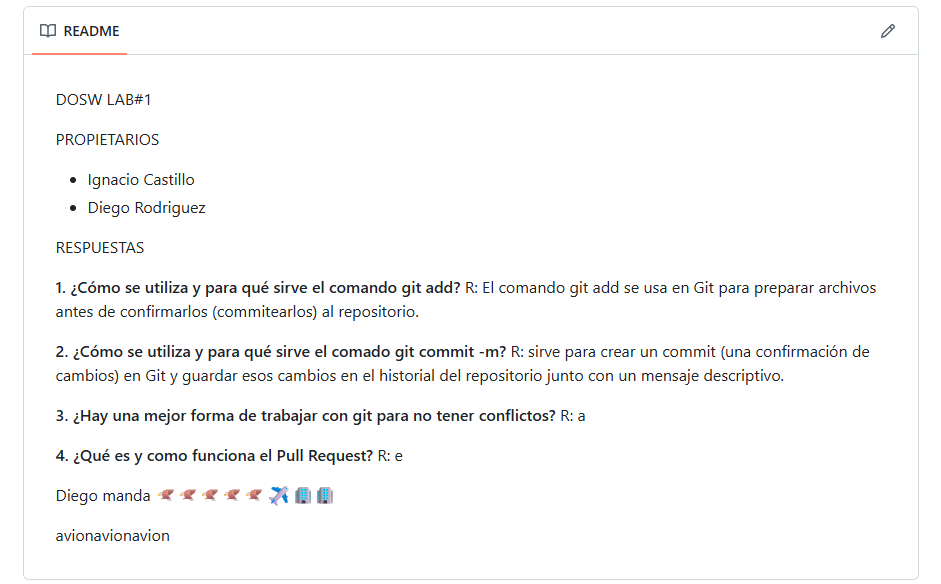 README
DOSW LAB#1
PROPIETARIOS
Ignacio Castillo
Diego Rodriguez
RESPUESTAS
1. ¿Cómo se utiliza y para qué sirve el comando git add? R: El comando git add se usa en Git para preparar archivos
antes de confirmarlos (commitearlos) al repositorio.
2. ¿Cómo se utiliza y para qué sirve el comado git commit -m? R: sirve para crear un commit (una confirmación de
cambios) en Git y guardar esos cambios en el historial del repositorio junto con un mensaje descriptivo.
3. ¿Hay una mejor forma de trabajar con git para no tener conflictos? R: a
4. ¿Qué es y como funciona el Pull Request? R: e
Diego manda
avionavionavion